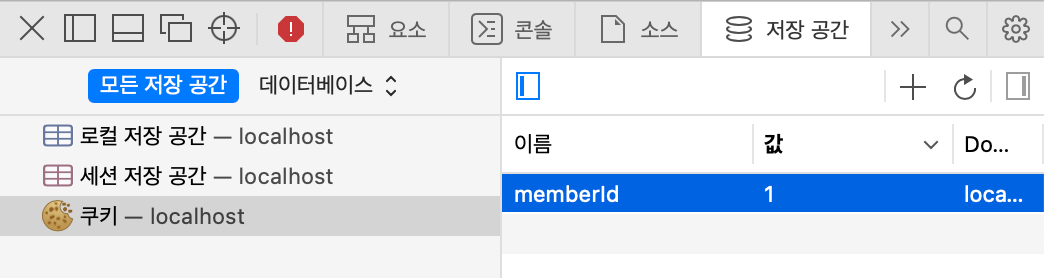 요소 콘솔 소스 저장 공간
모든 저장 공간 데이터베이스
로컬 저장 공간 — localhost
세션 저장 공간 — localhost
쿠키 — localhost
이름 값 Do...
memberId 1 loca...